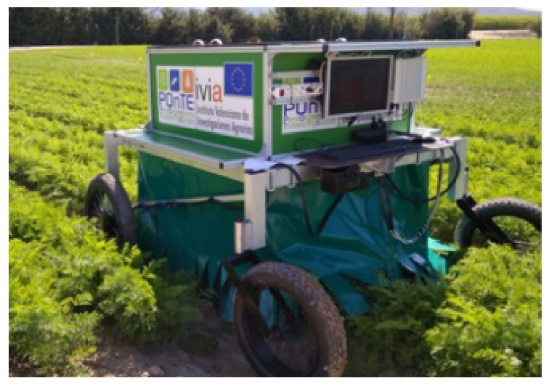 POnTE
ivia
Instituto Valenciano de
Investigaciones Agrarias
POnTE